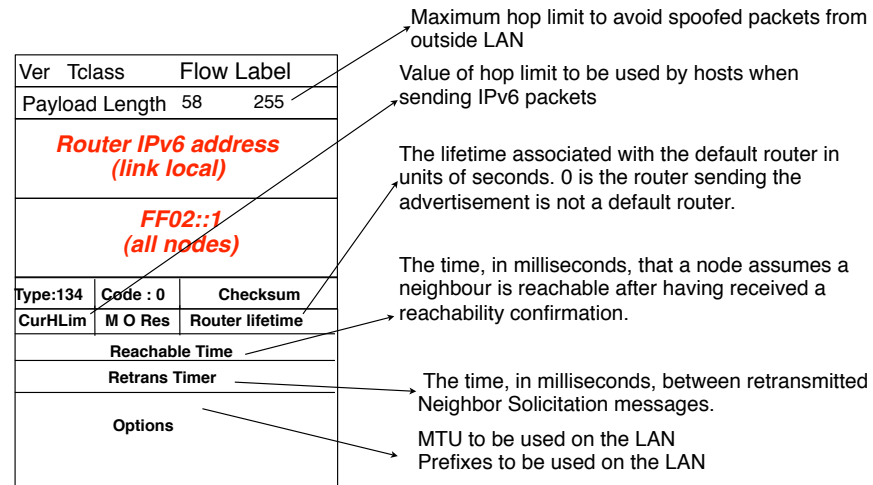 Maximum hop limit to avoid spoofed packets from
outside LAN
Ver Tclass Flow Label
Payload Length 58 255
Value of hop limit to be used by hosts when
sending IPv6 packets
Router IPv6 address
(link local)
The lifetime associated with the default router in
units of seconds. 0 is the router sending the
advertisement is not a default router.
FF02::1
(all nodes)
The time, in milliseconds, that a node assumes a
neighbour is reachable after having received a
reachability confirmation.
Type:134 Code : 0 Checksum
CurHLim M O Res Router lifetime
Reachable Time
Retrans Timer
The time, in milliseconds, between retransmitted
Neighbor Solicitation messages.
Options
MTU to be used on the LAN
Prefixes to be used on the LAN